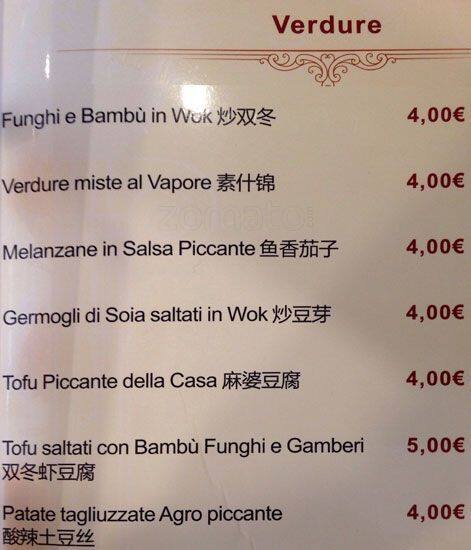 Verdure
Funghi e Bambù in Wok 炒双冬 4,00€
Verdure miste al Vapore 素什锦 4,00€
zomato
Melanzane in Salsa Piccante 鱼香茄子 4,00€
Germogli di Soia saltati in Wok 炒豆芽 4,00€
Tofu Piccante della Casa 麻婆豆腐 4,00€
Tofu saltati con Bambù Funghi e Gamberi 5,00€
双冬虾豆腐
Patate tagliuzzate Agro piccante 4,00€
酸辣土豆丝